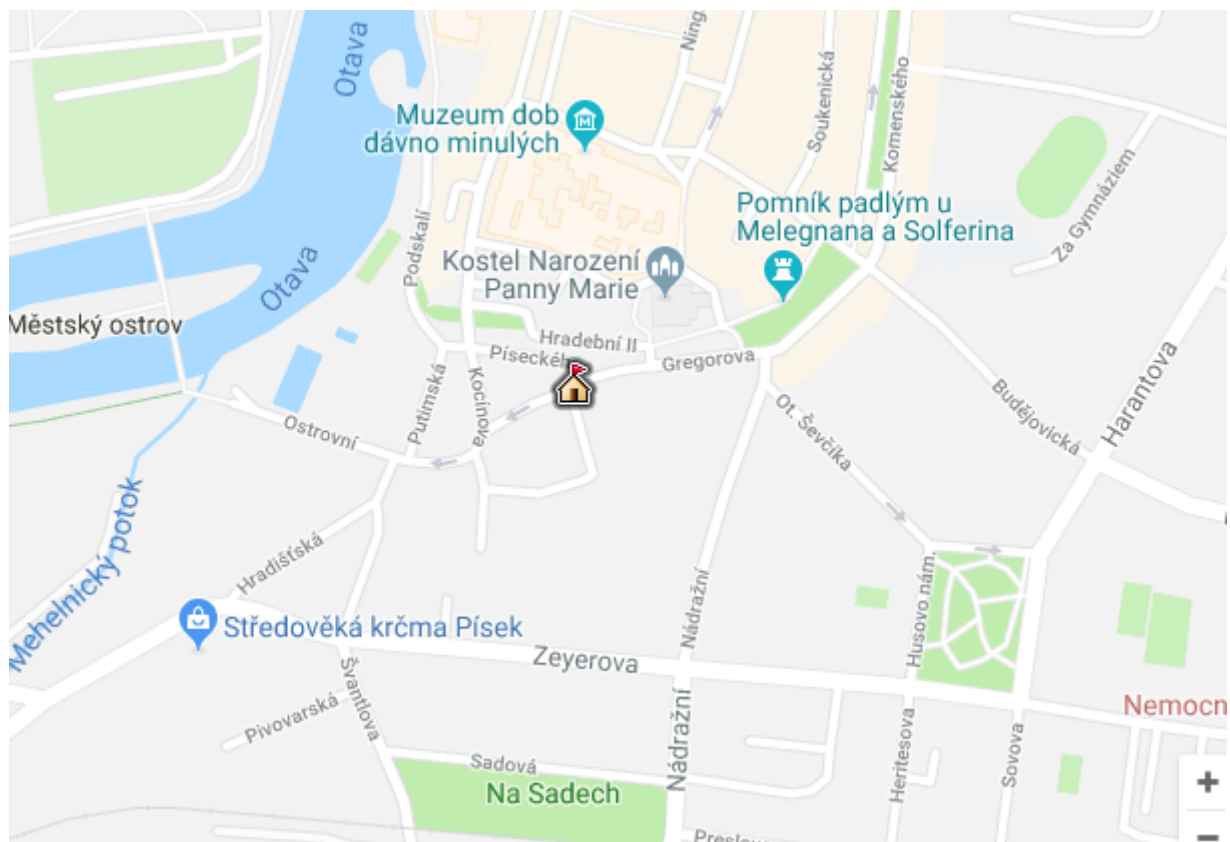 Otava
Ning
Soukenická
Komenského
Muzeum dob
dávno minulých
Za Gymnáziem
Podskalí
Pomník padlým u
Melegnana a Solferina
Otava
Kostel Narození
Panny Marie
Městský ostrov
Hradební II
Píseckéh
Gregorova
Putimská
Kocínova
Ostrovní
Ot. Ševčíka
Budějovická
Harantova
Mehelnický potok
Hradišťská
Středověká krčma Písek
Zeyerova
Nádražní
Husovo nám.
Švantlova
Pivovarská
Nádražní
Heritesova
Sovova
Nemocn
Sadová
Na Sadech
+
−